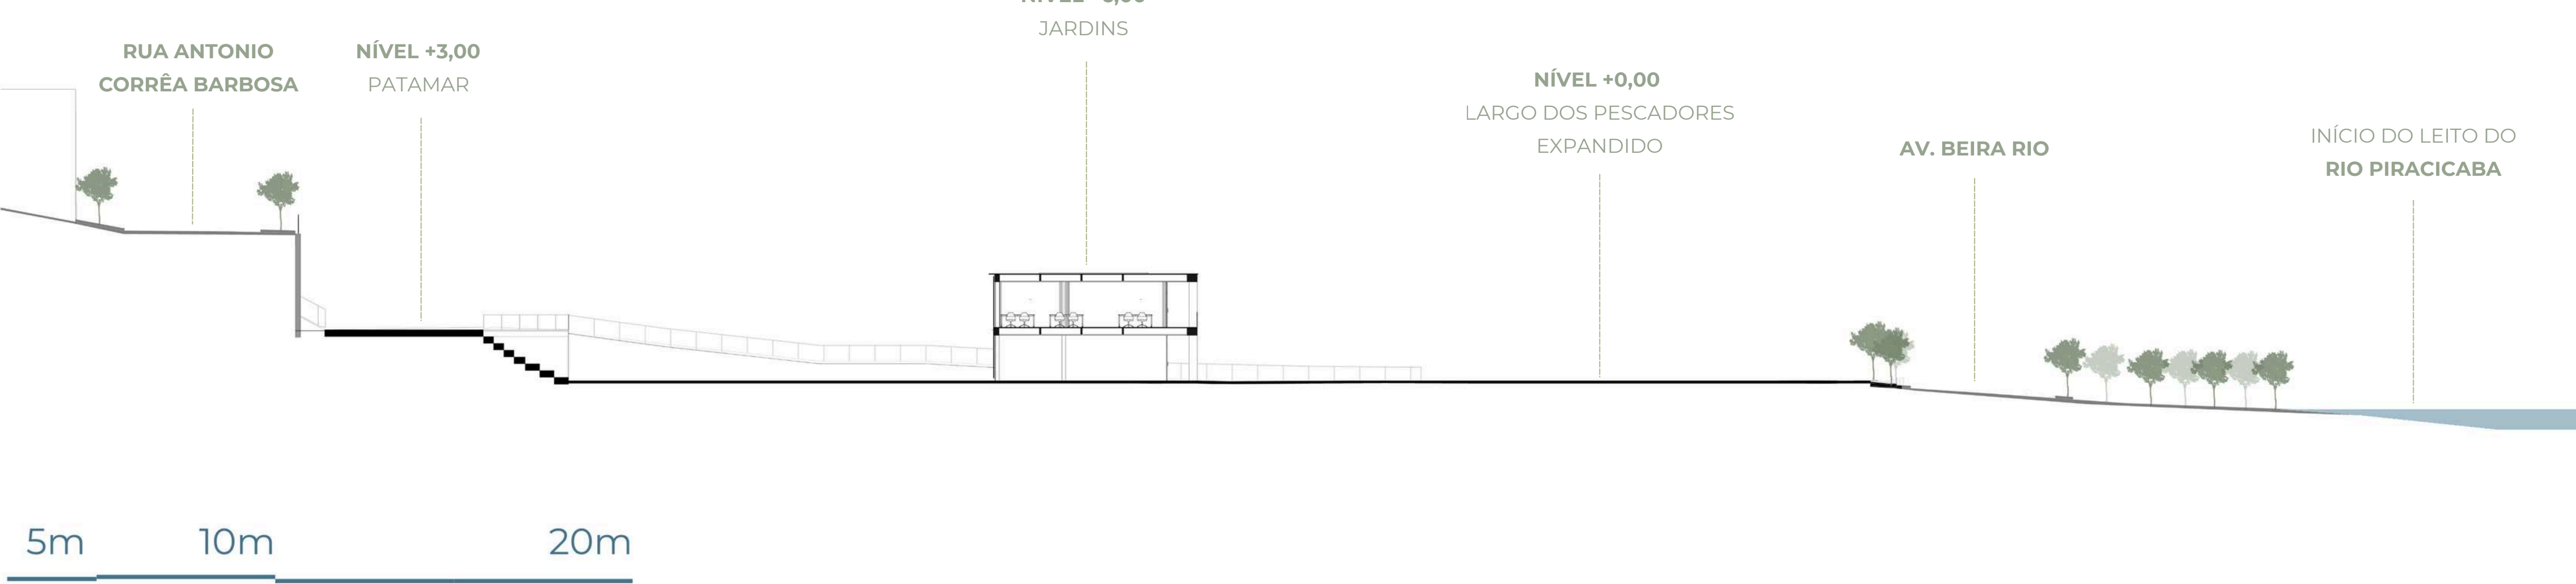 RUA ANTONIO
CORRÊA BARBOSA
NÍVEL +3,00
PATAMAR
JARDINS
NÍVEL +0,00
LARGO DOS PESCADORES
EXPANDIDO
AV. BEIRA RIO
INÍCIO DO LEITO DO
RIO PIRACICABA
5m 10m 20m